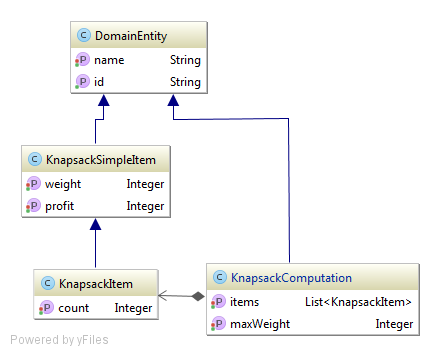 C DomainEntity
P name String
P id String
C KnapsackSimpleItem
P weight Integer
P profit Integer
C KnapsackItem
P count Integer
C KnapsackComputation
P items List<KnapsackItem>
P maxWeight Integer
Powered by yFiles